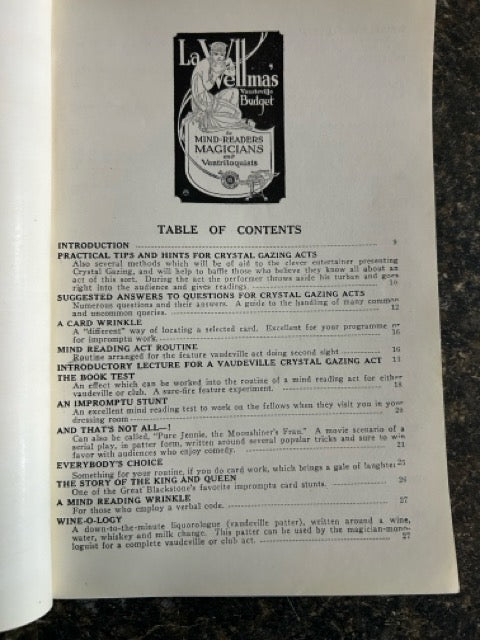 La Vellma's
Vaudeville
Budget
for
MIND-READERS
MAGICIANS
and
Ventriloquists
TABLE OF CONTENTS
INTRODUCTION 9
PRACTICAL TIPS AND HINTS FOR CRYSTAL GAZING ACTS
Also several methods which will be of aid to the clever entertainer presenting
Crystal Gazing, and will help to baffle those who believe they know all about an
act of this sort. During the act the performer throws aside his turban and goes
right into the audience and gives readings. 10
SUGGESTED ANSWERS TO QUESTIONS FOR CRYSTAL GAZING ACTS
Numerous questions and their answers. A guide to the handling of many common
and uncommon queries. 12
A CARD WRINKLE
A "different" way of locating a selected card. Excellent for your programme or
for impromptu work. 16
MIND READING ACT ROUTINE 16
Routine arranged for the feature vaudeville act doing second sight
INTRODUCTORY LECTURE FOR A VAUDEVILLE CRYSTAL GAZING ACT
THE BOOK TEST
An effect which can be worked into the routine of a mind reading act for either
vaudeville or club. A sure-fire feature experiment. 18
AN IMPROMPTU STUNT
An excellent mind reading test to work on the fellows when they visit you in your
dressing room 20
AND THAT'S NOT ALL—!
Can also be called, "Pure Jennie, the Moonshiner's Frau." A movie scenario of a
serial play, in patter form, written around several popular tricks and sure to win
favor with audiences who enjoy comedy. 21
EVERYBODY'S CHOICE
Something for your routine, if you do card work, which brings a gale of laughter 25
THE STORY OF THE KING AND QUEEN
One of the Great Blackstone's favorite impromptu card stunts. 26
A MIND READING WRINKLE
For those who employ a verbal code. 27
WINE-O-LOGY
A down-to-the-minute liquorologue (vaudeville patter), written around a wine,
water, whiskey and milk change. This patter can be used by the magician-mono-
loguist for a complete vaudeville or club act. 27